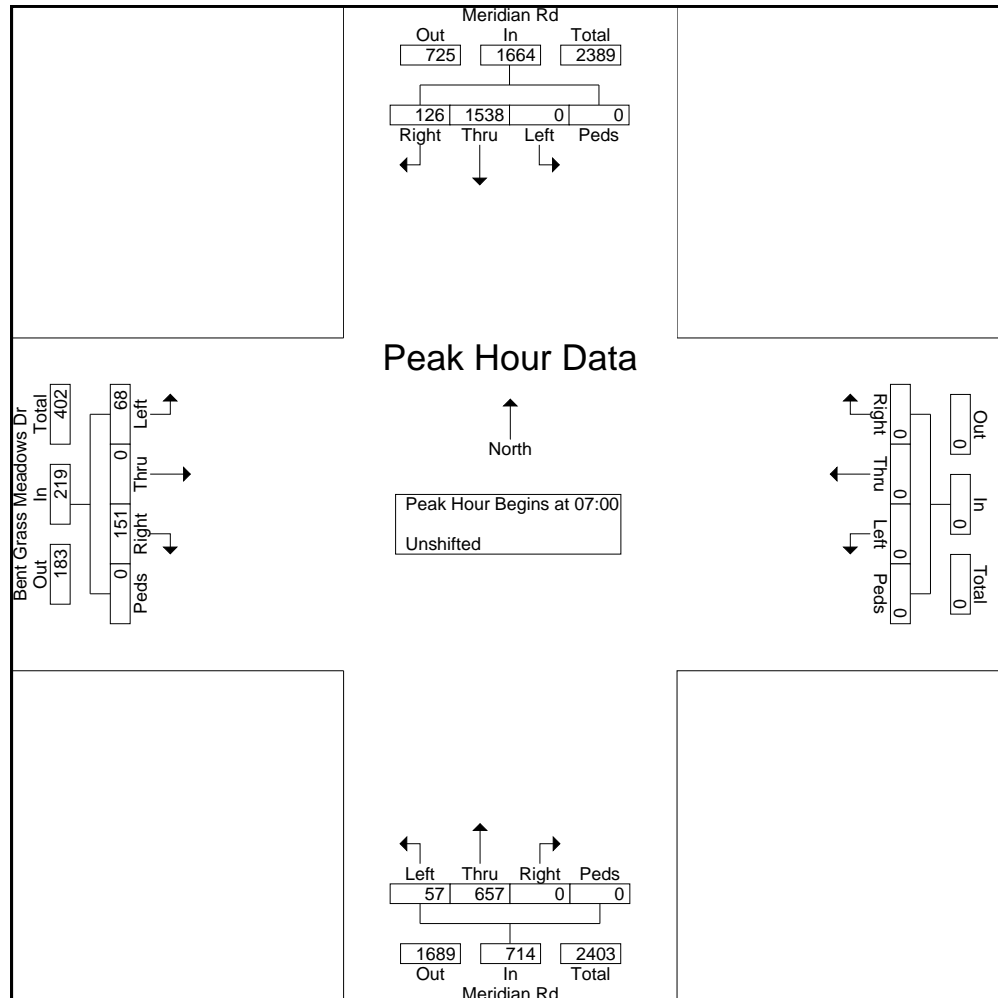 Meridian Rd
Out In Total
725 1664 2389
126 1538 0 0
Right Thru Left Peds
Peak Hour Data
North
Peak Hour Begins at 07:00
Unshifted
Bent Grass Meadows Dr
Total In Out
402 219 183
68 0 151 0
Left Thru Right Peds
Out In Total
0 0 0
0 0 0 0
Right Thru Left Peds
Left Thru Right Peds
57 657 0 0
1689 714 2403
Out In Total
Meridian Rd